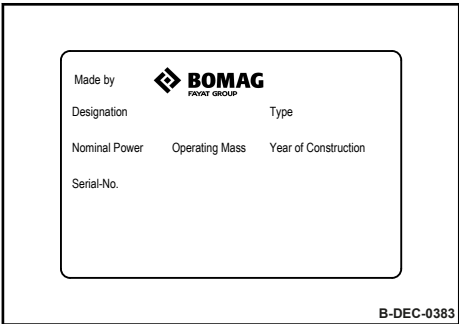 Made by BOMAG
FAYAT GROUP
Designation Type
Nominal Power Operating Mass Year of Construction
Serial-No.
B-DEC-0383